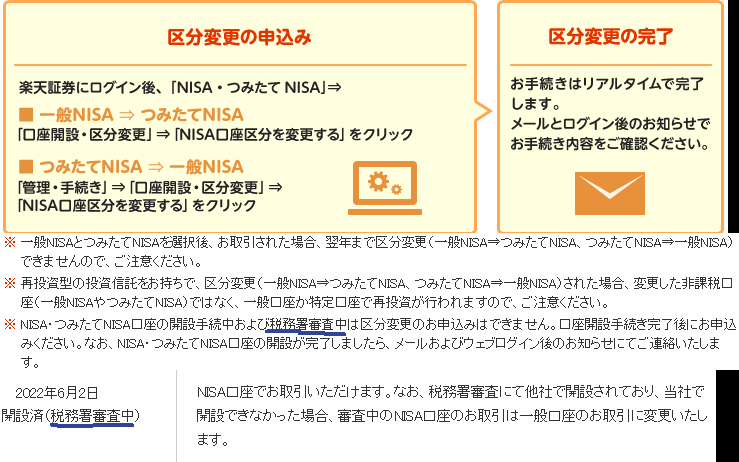 区分変更の申込み
楽天証券にログイン後、「NISA・つみたて NISA」⇒
■ 一般NISA ⇒ つみたてNISA
「口座開設・区分変更」⇒「NISA口座区分を変更する」をクリック
■ つみたてNISA ⇒ 一般NISA
「管理・手続き」⇒「口座開設・区分変更」⇒
「NISA口座区分を変更する」をクリック
区分変更の完了
お手続きはリアルタイムで完了
します。
メールとログイン後のお知らせで
お手続き内容をご確認ください。
※ 一般NISAとつみたてNISAを選択後、お取引された場合、翌年まで区分変更（一般NISA⇒つみたてNISA、つみたてNISA⇒一般NISA）
できませんので、ご注意ください。
※ 再投資型の投資信託をお持ちで、区分変更（一般NISA⇒つみたてNISA、つみたてNISA⇒一般NISA）された場合、変更した非課税口
座（一般NISAやつみたてNISA）ではなく、一般口座か特定口座で再投資が行われますので、ご注意ください。
※ NISA・つみたてNISA口座の開設手続中および税務署審査中は区分変更のお申込みはできません。口座開設手続き完了後にお申込
みください。なお、NISA・つみたてNISA口座の開設が完了しましたら、メールおよびウェブログイン後のお知らせにてご連絡いたしま
す。
2022年6月2日
開設済（税務署審査中）
NISA口座でお取引いただけます。なお、税務署審査にて他社で開設されており、当社で
開設できなかった場合、審査中のNISA口座のお取引は一般口座のお取引に変更いたし
ます。